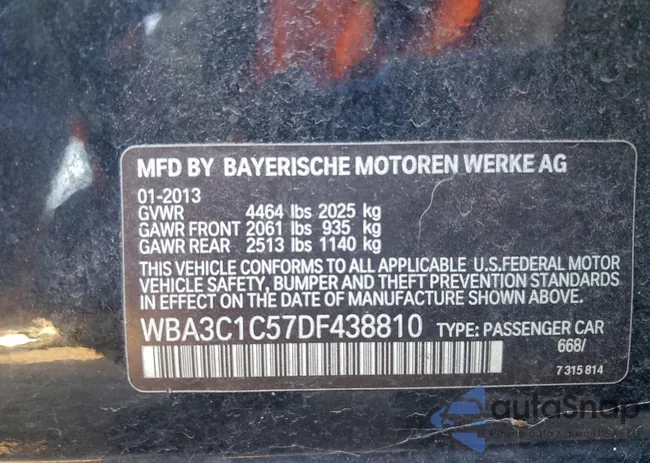 MFD BY BAYERISCHE MOTOREN WERKE AG
01-2013
GVWR 4464 lbs 2025 kg
GAWR FRONT 2061 lbs 935 kg
GAWR REAR 2513 lbs 1140 kg
THIS VEHICLE CONFORMS TO ALL APPLICABLE U.S.FEDERAL MOTOR
VEHICLE SAFETY, BUMPER AND THEFT PREVENTION STANDARDS
IN EFFECT ON THE DATE OF MANUFACTURE SHOWN ABOVE.
WBA3C1C57DF438810 TYPE: PASSENGER CAR
668/
7 315 814
autoSnap